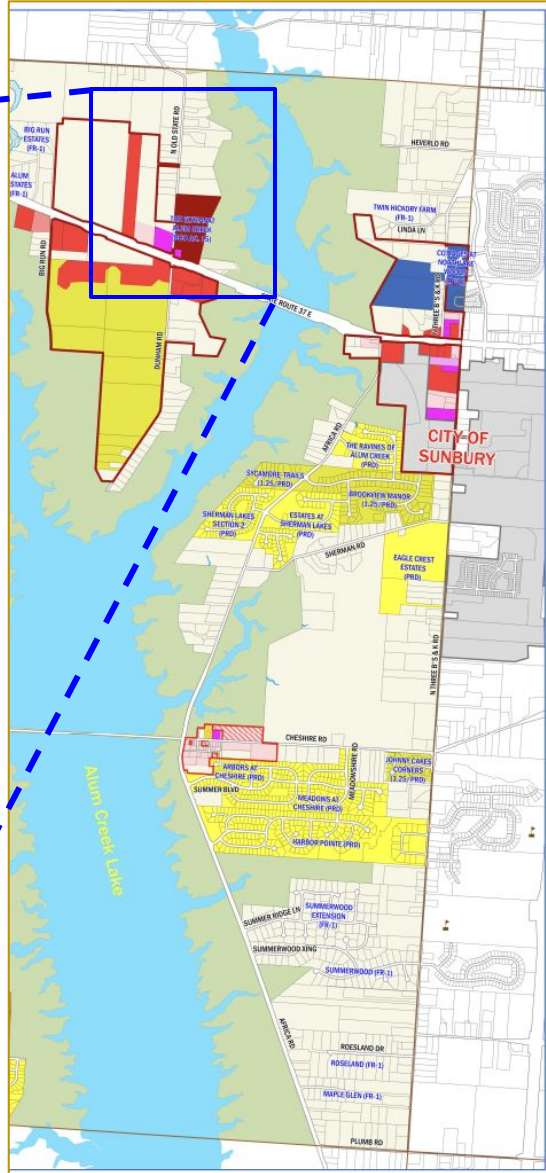 N OLD STATE RD
BIG RUN
ESTATES
(FR-1)
ALUM
ESTATES
(FR-1)
BIG RUN RD
DUNHAM RD
STATE ROUTE 37 E
HEVERLO RD
TWIN HICKORY FARM
(FR-1)
LINDA LN
N THREE B'S & K RD
CITY OF
SUNBURY
AFRICA RD
THE RAVINES OF
ALUM CREEK
(PRD)
SYCAMORE TRAILS
(1.25/PRD)
BROOKVIEW MANOR
(1.25/PRD)
SHERMAN LAKES
SECTION 2
(PRD)
ESTATES AT
SHERMAN LAKES
(PRD)
SHERMAN RD
EAGLE CREST
ESTATES
(PRD)
N THREE B'S & K RD
CHESHIRE RD
ARBORS AT
CHESHIRE (PRD)
MEADOWSHIRE RD
JOHNNY CAKES
CORNERS
(1.25/PRD)
SUMMER BLVD
MEADOWS AT
CHESHIRE (PRD)
HARBOR POINTE (PRD)
Alum Creek Lake
SUMMERWOOD
EXTENSION
(FR-1)
SUMMER RIDGE LN
SUMMERWOOD XING
SUMMERWOOD (FR-1)
AFRICA RD
ROESLAND DR
ROSELAND (FR-1)
MAPLE GLEN (FR-1)
PLUMB RD